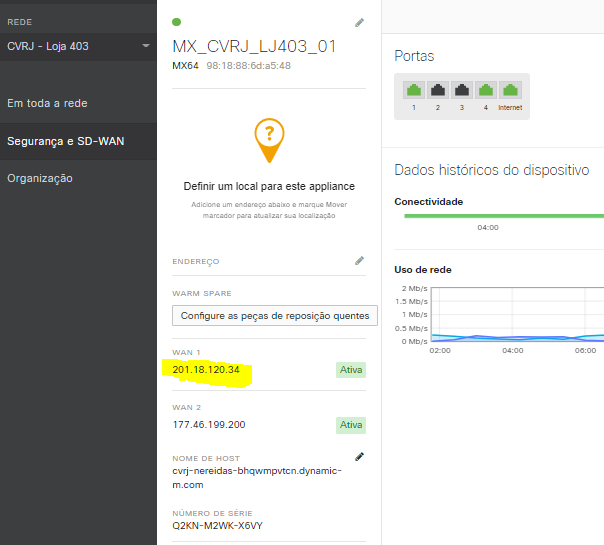 REDE
CVRJ - Loja 403
Em toda a rede
Segurança e SD-WAN
Organização
MX_CVRJ_LJ403_01
MX64 98:18:88:6d:a5:48
?
Definir um local para este appliance
Adicione um endereço abaixo e marque Mover
marcador para atualizar sua localização
ENDEREÇO
WARM SPARE
Configure as peças de reposição quentes
WAN 1
201.18.120.34 Ativa
WAN 2
177.46.199.200 Ativa
NOME DE HOST
cvrj-nereidas-bhqwmpvtcn.dynamic-
m.com
NÚMERO DE SÉRIE
Q2KN-M2WK-X6VY
Portas
1 2 3 4 Internet
Dados históricos do dispositivo
Conectividade
04:00
Uso de rede
2 Mb/s
1.5 Mb/s
1 Mb/s
0.5 Mb/s
0 Mb/s
02:00 04:00 06:00